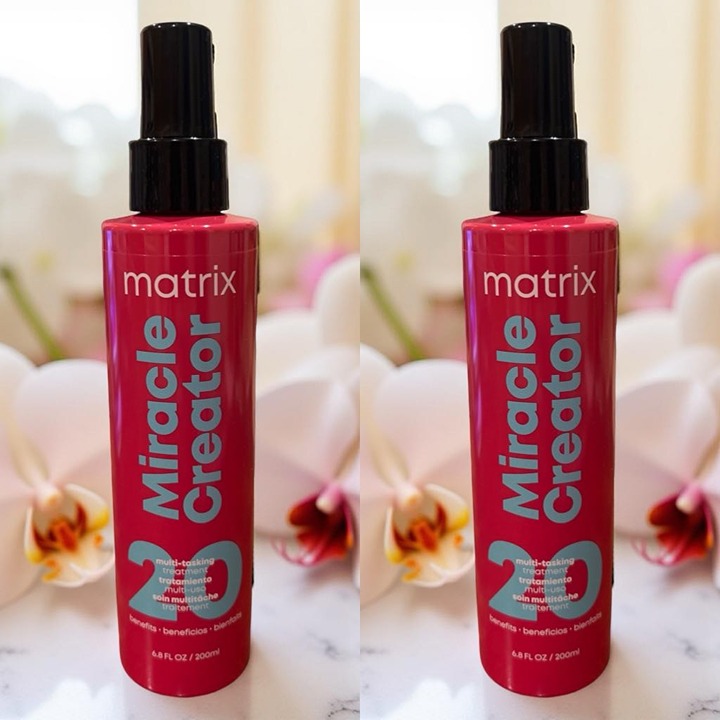 matrix
Miracle
Creator
20
multi-tasking
treatment
tratamiento
multi-uso
soin multitâche
traitement
benefits • beneficios • bienfaits
6.8 FL OZ / 200ml
matrix
Miracle
Creator
20
multi-tasking
treatment
tratamiento
multi-uso
soin multitâche
traitement
benefits • beneficios • bienfaits
6.8 FL OZ / 200ml